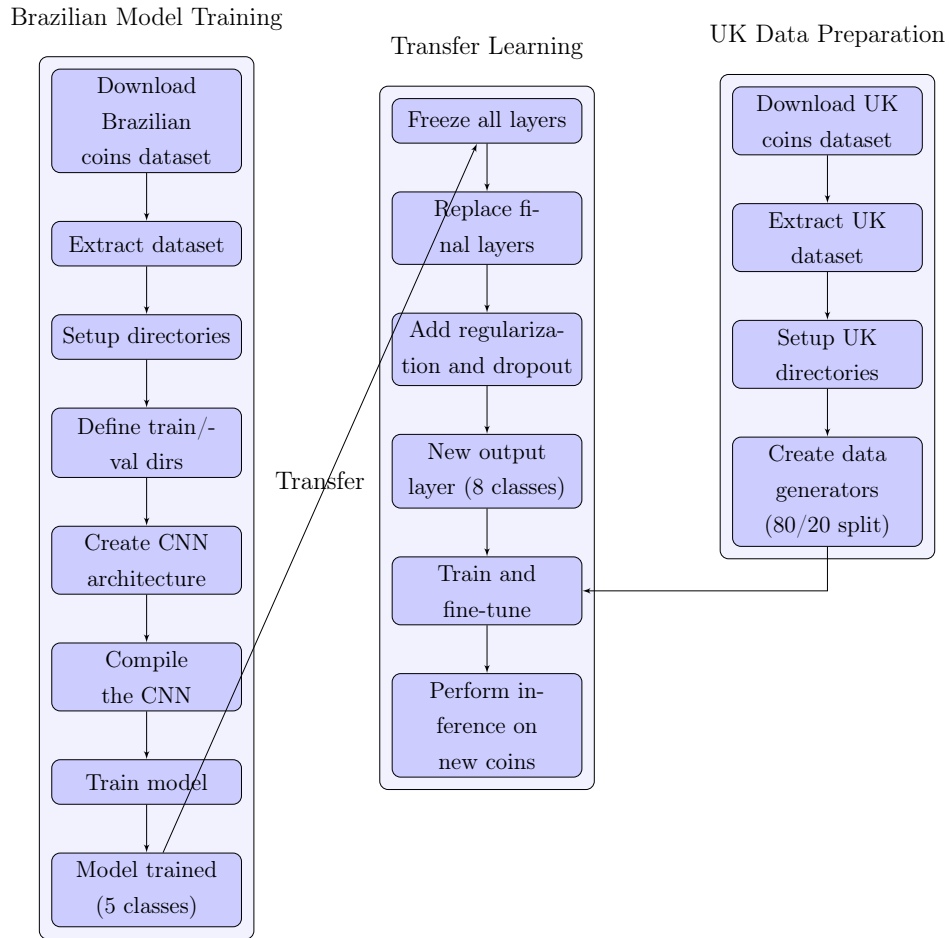 Brazilian Model Training
Download
Brazilian
coins dataset
Extract dataset
Setup directories
Define train/-
val dirs
Create CNN
architecture
Compile
the CNN
Train model
Model trained
(5 classes)
Transfer
Transfer Learning
Freeze all layers
Replace fi-
nal layers
Add regulariza-
tion and dropout
New output
layer (8 classes)
Train and
fine-tune
Perform in-
ference on
new coins
UK Data Preparation
Download UK
coins dataset
Extract UK
dataset
Setup UK
directories
Create data
generators
(80/20 split)